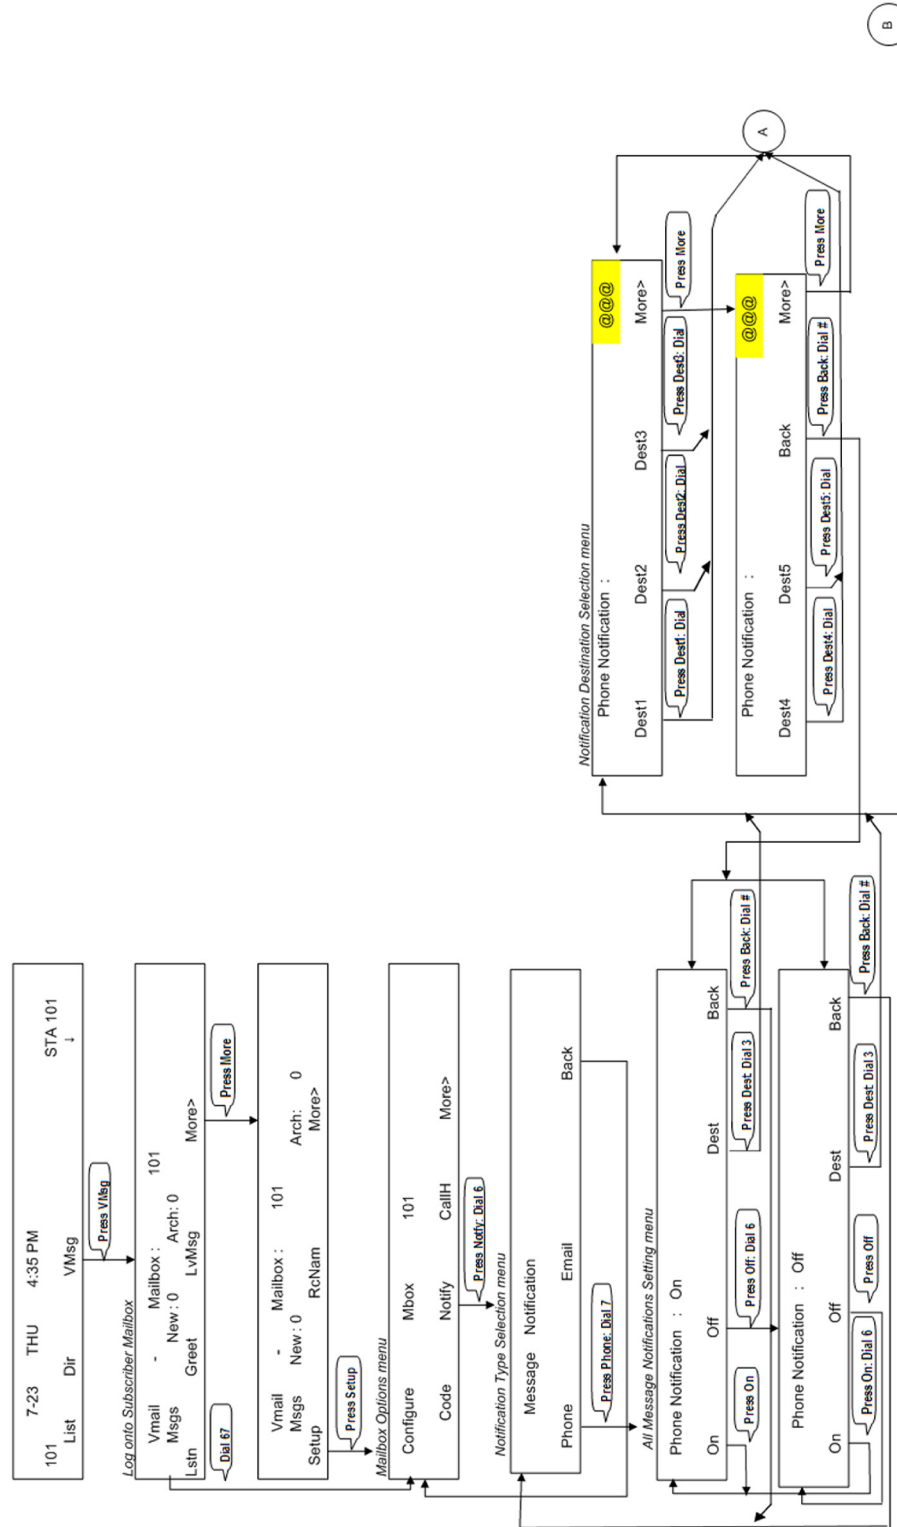 101 7-23 THU 4:35 PM STA 101
List Dir VMsg ↓
Press VMsg
Log onto Subscriber Mailbox
Vmail - Mailbox : 101
Msgs New : 0 Arch: 0
Lstn Greet LvMsg More>
Dial 67
Press More
Vmail - Mailbox : 101
Msgs New : 0 Arch: 0
Setup RcNam More>
Press Setup
Mailbox Options menu
Configure Mbox 101
Code Notify CallH More>
Press Notfy: Dial 6
Notification Type Selection menu
Message Notification
Phone Email Back
Press Phone: Dial 7
All Message Notifications Setting menu
Phone Notification : On
On Off Dest Back
Press On
Press Off: Dial 6
Press Dest: Dial 3
Press Back: Dial #
Phone Notification : Off
On Off Dest Back
Press On: Dial 6
Press Off
Press Dest: Dial 3
Press Back: Dial #
Notification Destination Selection menu
Phone Notification : @@@
Dest1 Dest2 Dest3 More>
Press Dest1: Dial
Press Dest2: Dial
Press Dest3: Dial
Press More
Phone Notification : @@@
Dest4 Dest5 Back More>
Press Dest4: Dial
Press Dest5: Dial
Press Back: Dial #
Press More
A
B